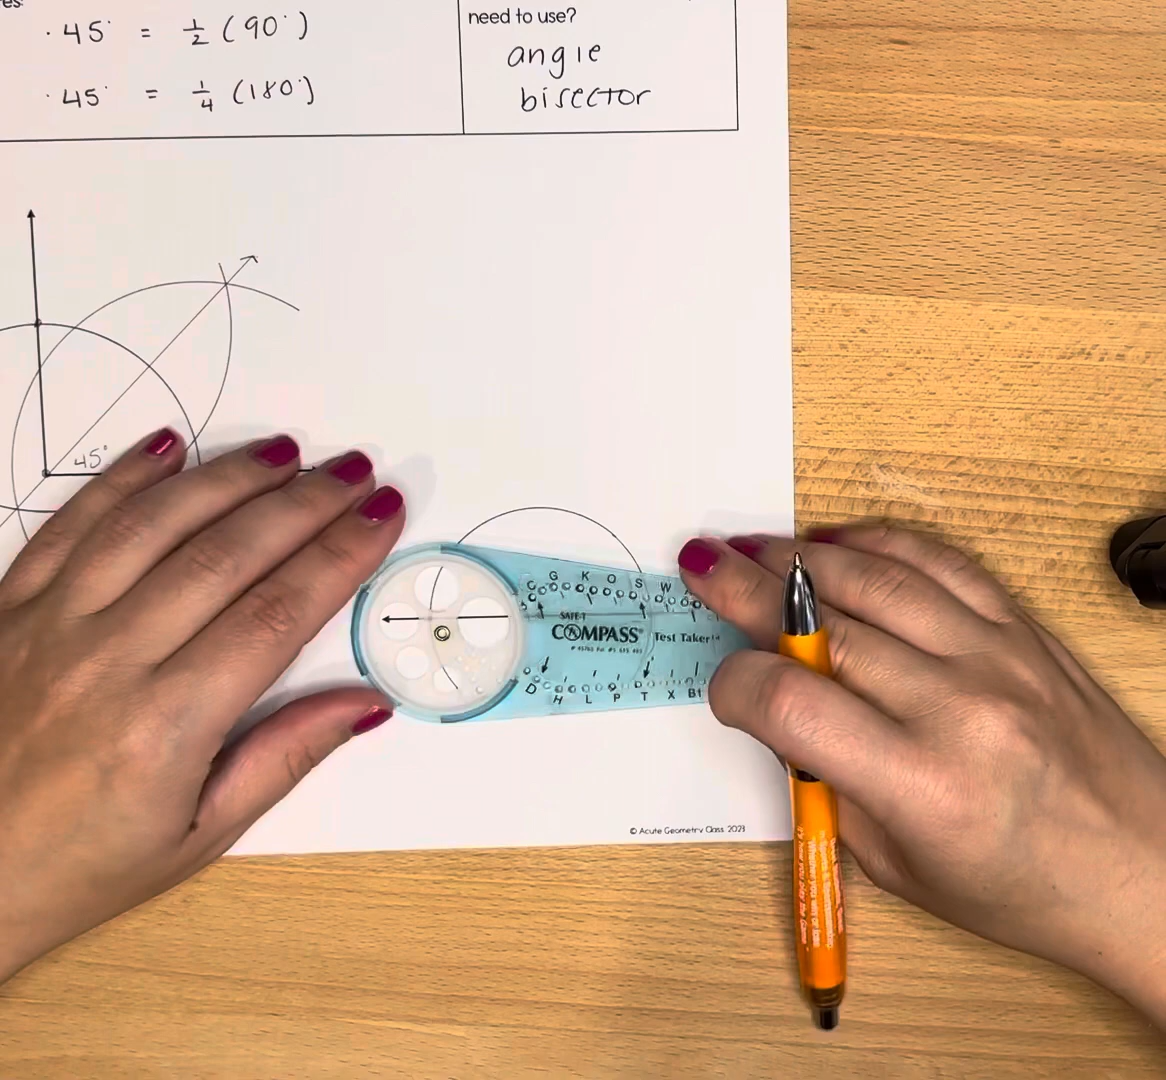 need to use?
· 45° = 1/2 (90°)
angle
· 45° = 1/4 (180°)
bisector
45°
C G K O S W
SAFE-T
COMPASS® Test Taker
D H L P T X B1
© Acute Geometry Class 2023